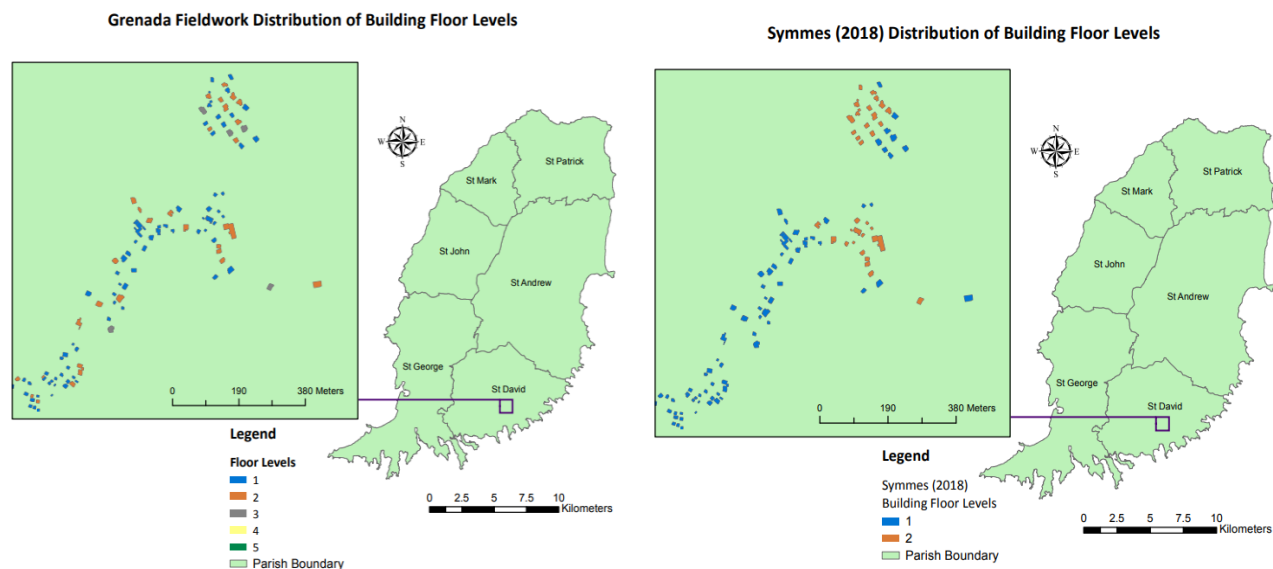 Grenada Fieldwork Distribution of Building Floor Levels
N
W E
S
St Patrick
St Mark
St John
St Andrew
St George
St David
0 190 380 Meters
Legend
Floor Levels
1
2
3
4
5
Parish Boundary
0 2.5 5 7.5 10
Kilometers
Symmes (2018) Distribution of Building Floor Levels
N
W E
S
St Patrick
St Mark
St John
St Andrew
St George
St David
0 190 380 Meters
Legend
Symmes (2018)
Building Floor Levels
1
2
Parish Boundary
0 2.5 5 7.5 10
Kilometers